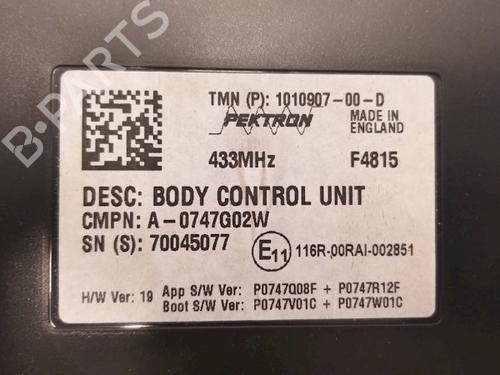 TMN (P): 1010907-00-D
PEKTRON
MADE IN
ENGLAND
433MHz F4815
DESC: BODY CONTROL UNIT
CMPN: A-0747G02W
SN (S): 70045077
E11 116R-00RAI-002851
H/W Ver: 19 App S/W Ver: P0747Q08F + P0747R12F
Boot S/W Ver: P0747V01C + P0747W01C
B-PARTS